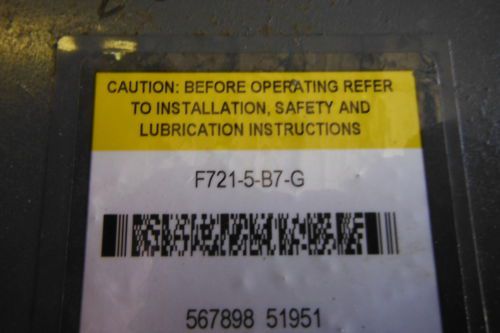 CAUTION: BEFORE OPERATING REFER
TO INSTALLATION, SAFETY AND
LUBRICATION INSTRUCTIONS
F721-5-B7-G
567898 51951